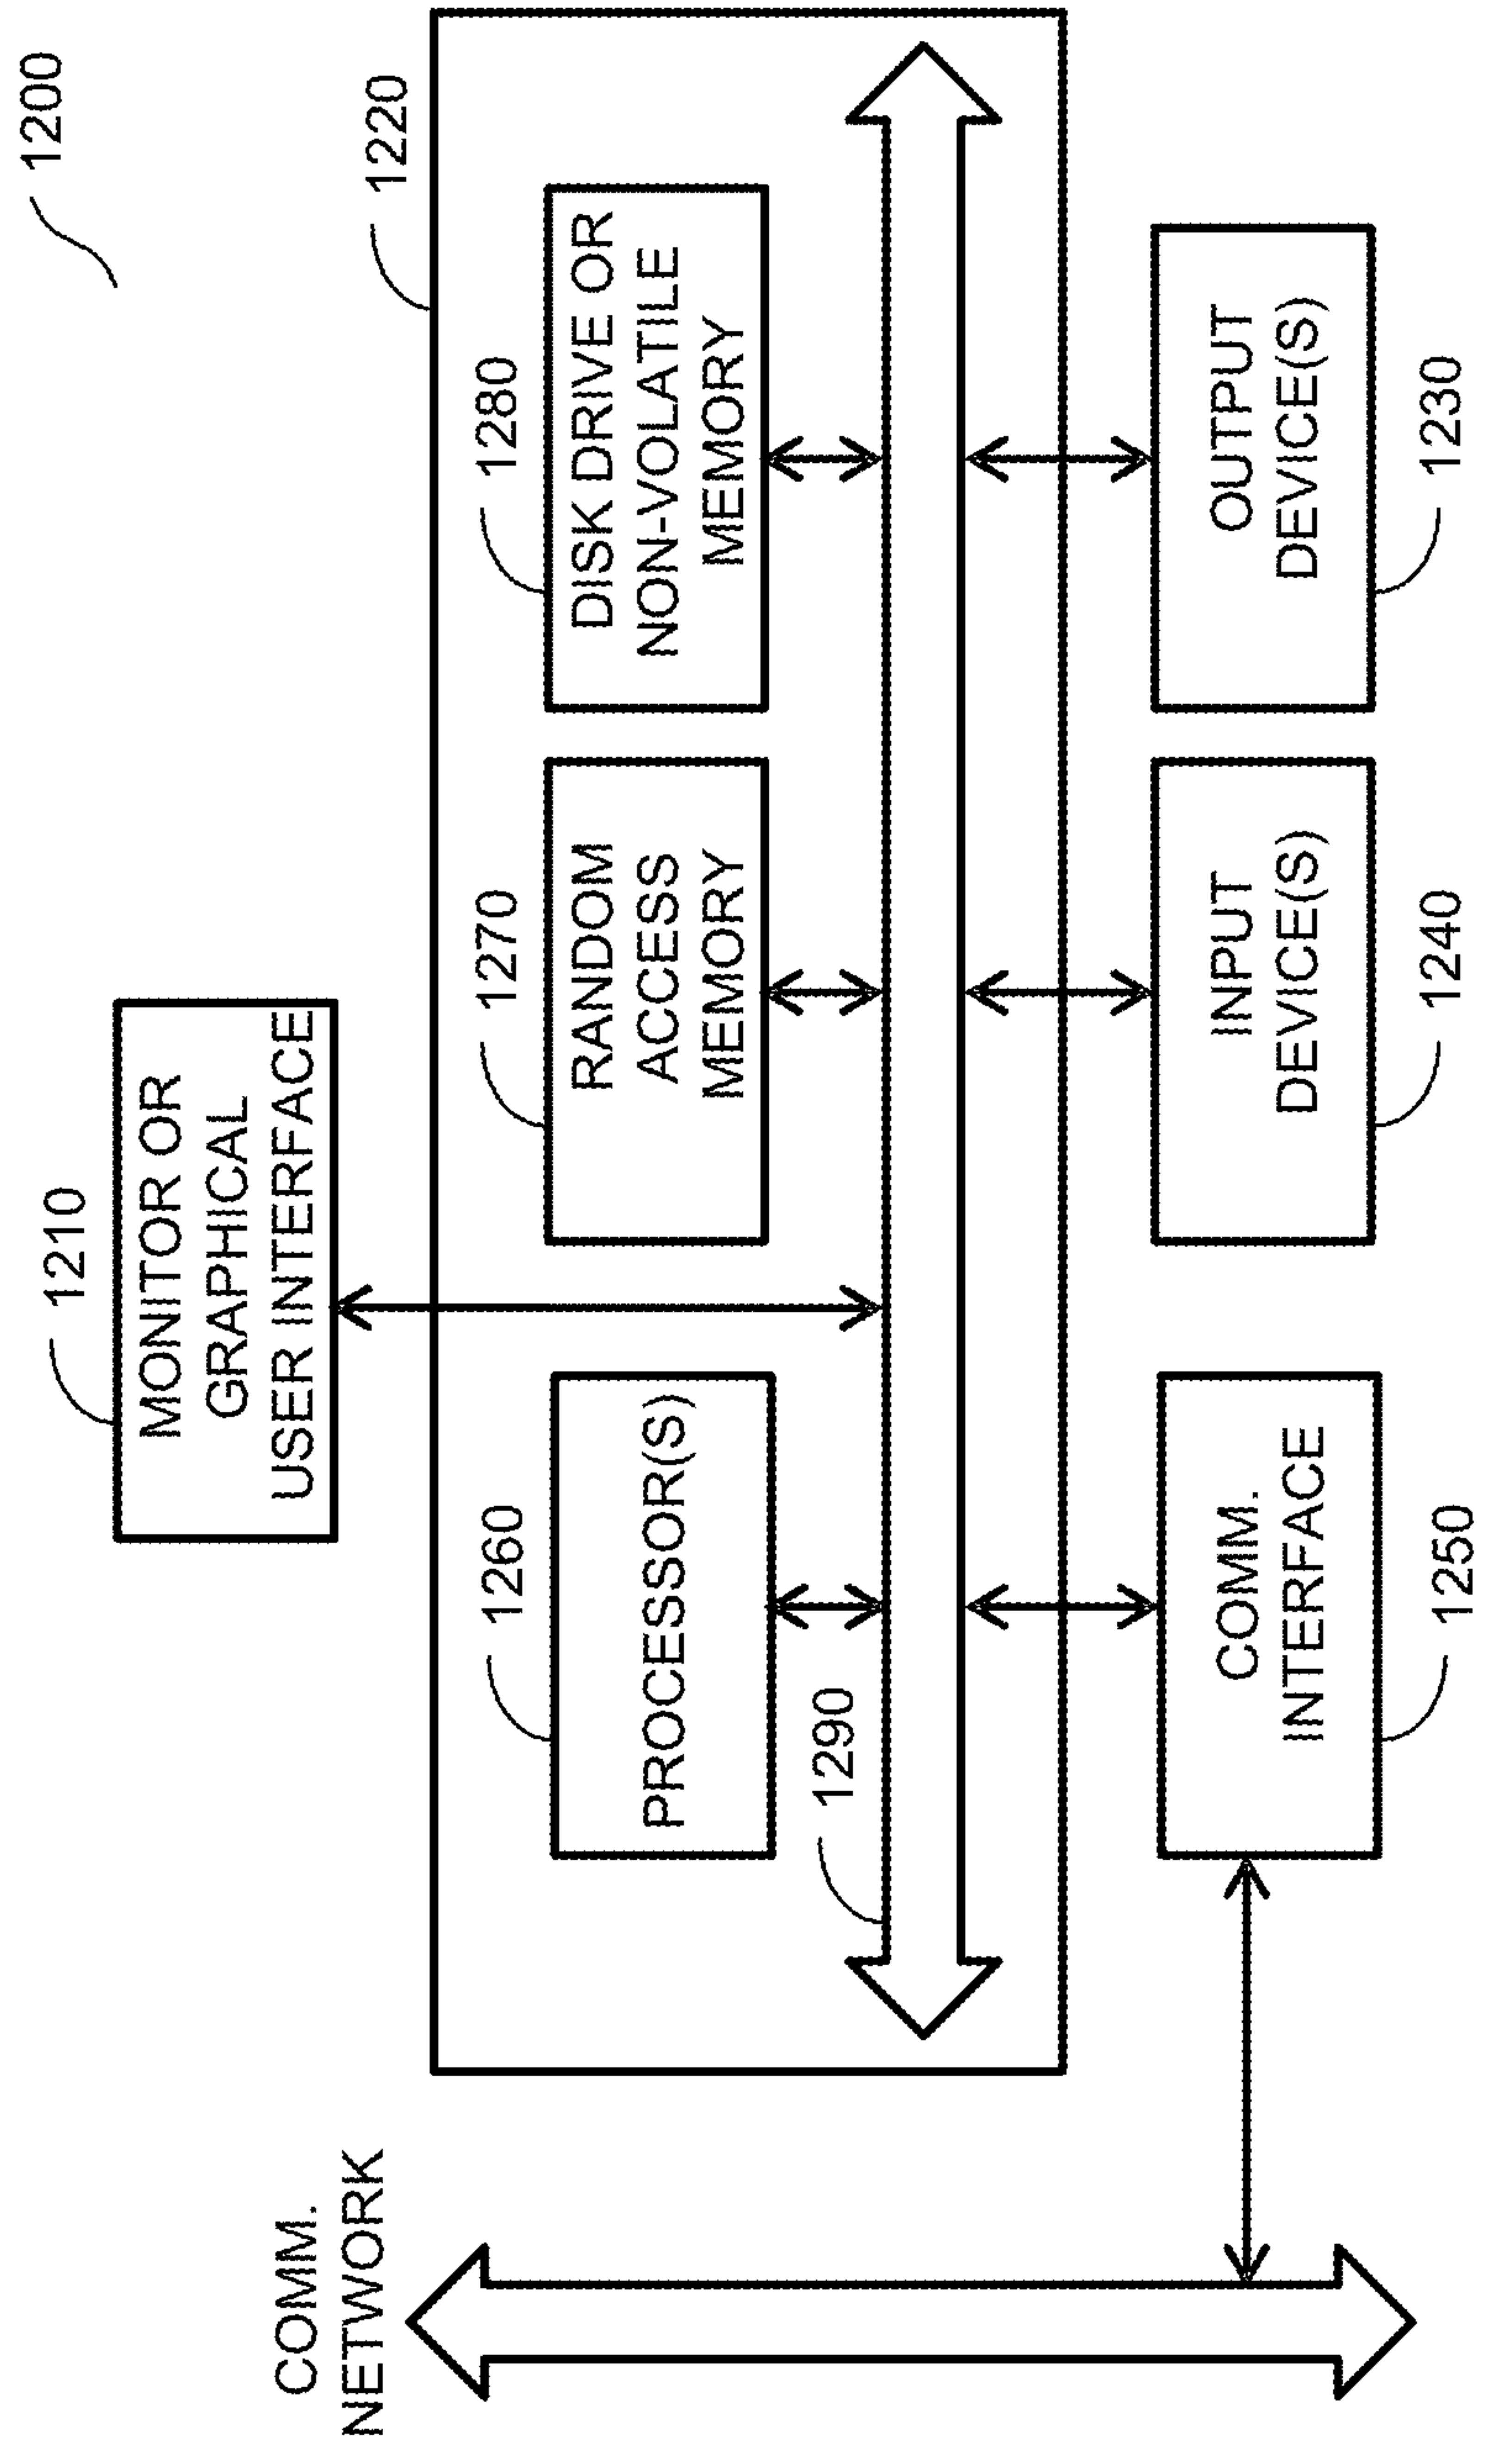 1200
1210
MONITOR OR
GRAPHICAL
USER INTERFACE
1220
COMM.
NETWORK
1260
PROCESSOR(S)
1270
RANDOM
ACCESS
MEMORY
1280
DISK DRIVE OR
NON-VOLATILE
MEMORY
1290
COMM.
INTERFACE
1250
INPUT
DEVICE(S)
1240
OUTPUT
DEVICE(S)
1230